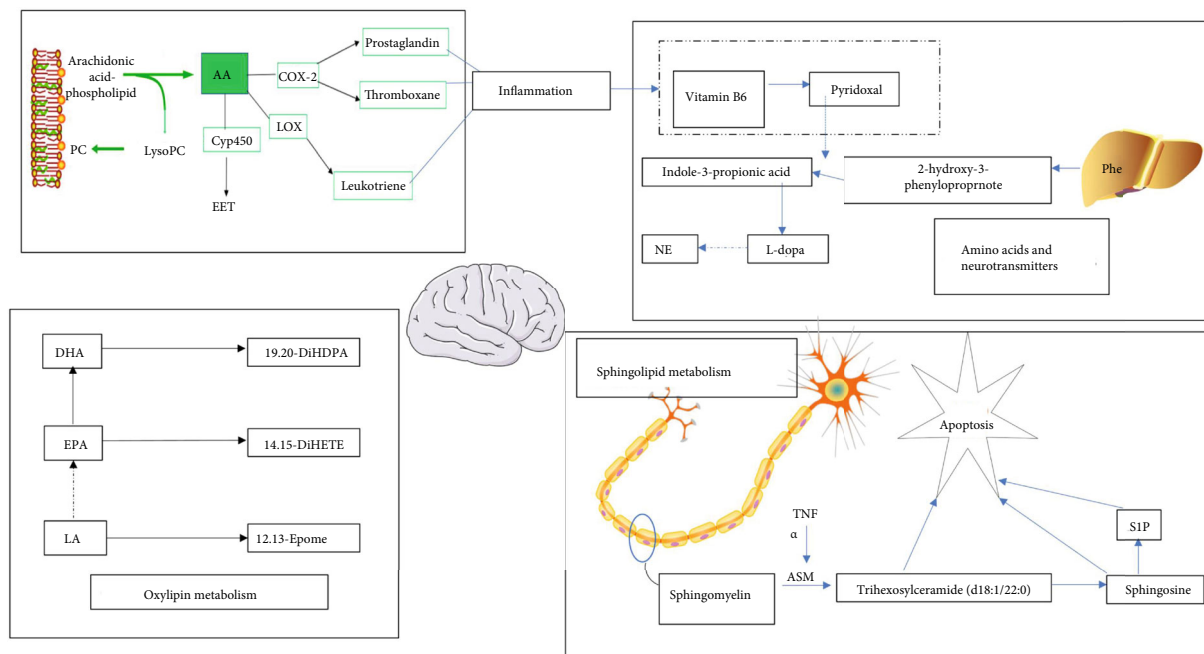 Arachidonic
acid-
phospholipid
AA
COX-2
Prostaglandin
Thromboxane
LOX
Cyp450
PC
LysoPC
Leukotriene
EET
Inflammation
Vitamin B6
Pyridoxal
Indole-3-propionic acid
2-hydroxy-3-
phenyloproprnote
Phe
NE
L-dopa
Amino acids and
neurotransmitters
DHA
19.20-DiHDPA
EPA
14.15-DiHETE
LA
12.13-Epome
Oxylipin metabolism
Sphingolipid metabolism
Apoptosis
TNF
α
S1P
ASM
Sphingomyelin
Trihexosylceramide (d18:1/22:0)
Sphingosine